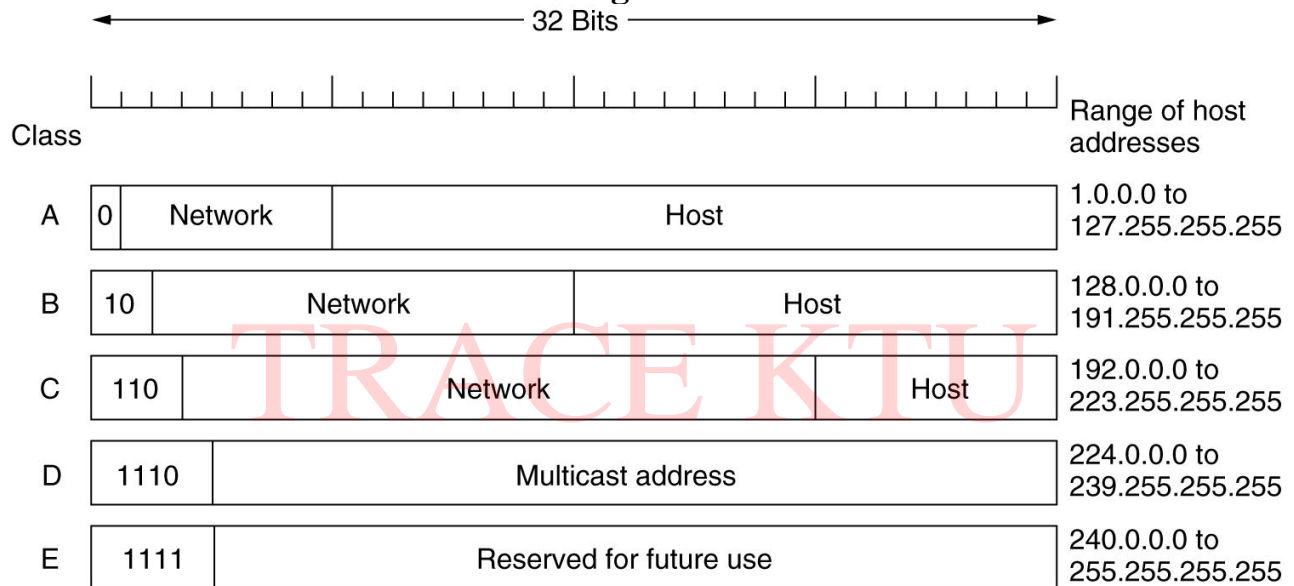 32 Bits
Class
Range of host
addresses
A
0
Network
Host
1.0.0.0 to
127.255.255.255
B
10
Network
Host
128.0.0.0 to
191.255.255.255
TRACE KTU
C
110
Network
Host
192.0.0.0 to
223.255.255.255
D
1110
Multicast address
224.0.0.0 to
239.255.255.255
E
1111
Reserved for future use
240.0.0.0 to
255.255.255.255